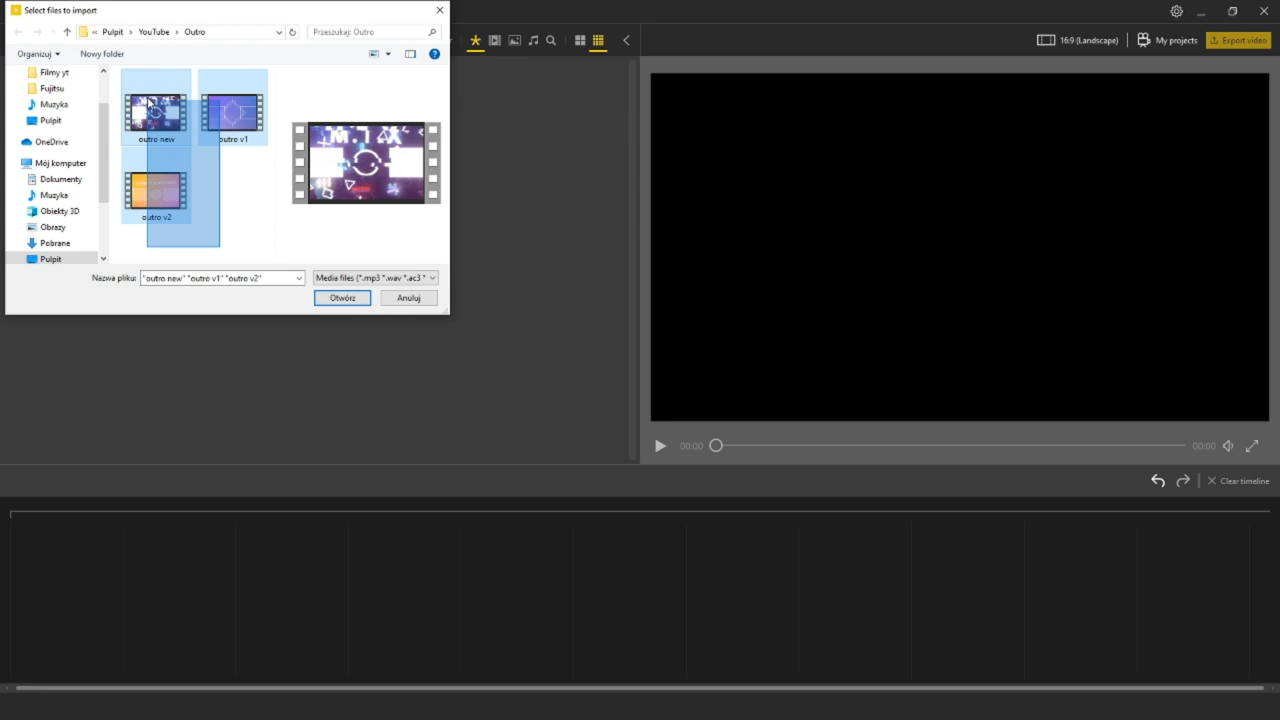 Select files to import
« Pulpit › YouTube › Outro
Przeszukaj: Outro
16:9 (Landscape)
My projects
Export video
Organizuj
Nowy folder
Filmy yt
Fujitsu
Muzyka
Pulpit
OneDrive
Mój komputer
Dokumenty
Muzyka
Obiekty 3D
Obrazy
Pobrane
Pulpit
outro new
outro v1
outro v2
Nazwa pliku:
"outro new" "outro v1" "outro v2"
Media files (*.mp3 *.wav *.ac3 *
Otwórz
Anuluj
00:00
00:00
Clear timeline